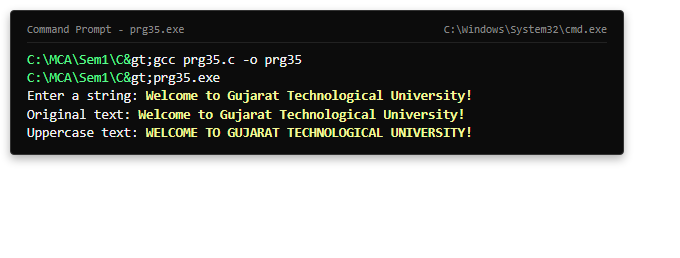 Command Prompt - prg35.exe C:\Windows\System32\cmd.exe
C:\MCA\Sem1\C&gt;gcc prg35.c -o prg35
C:\MCA\Sem1\C&gt;prg35.exe
Enter a string: Welcome to Gujarat Technological University!
Original text: Welcome to Gujarat Technological University!
Uppercase text: WELCOME TO GUJARAT TECHNOLOGICAL UNIVERSITY!